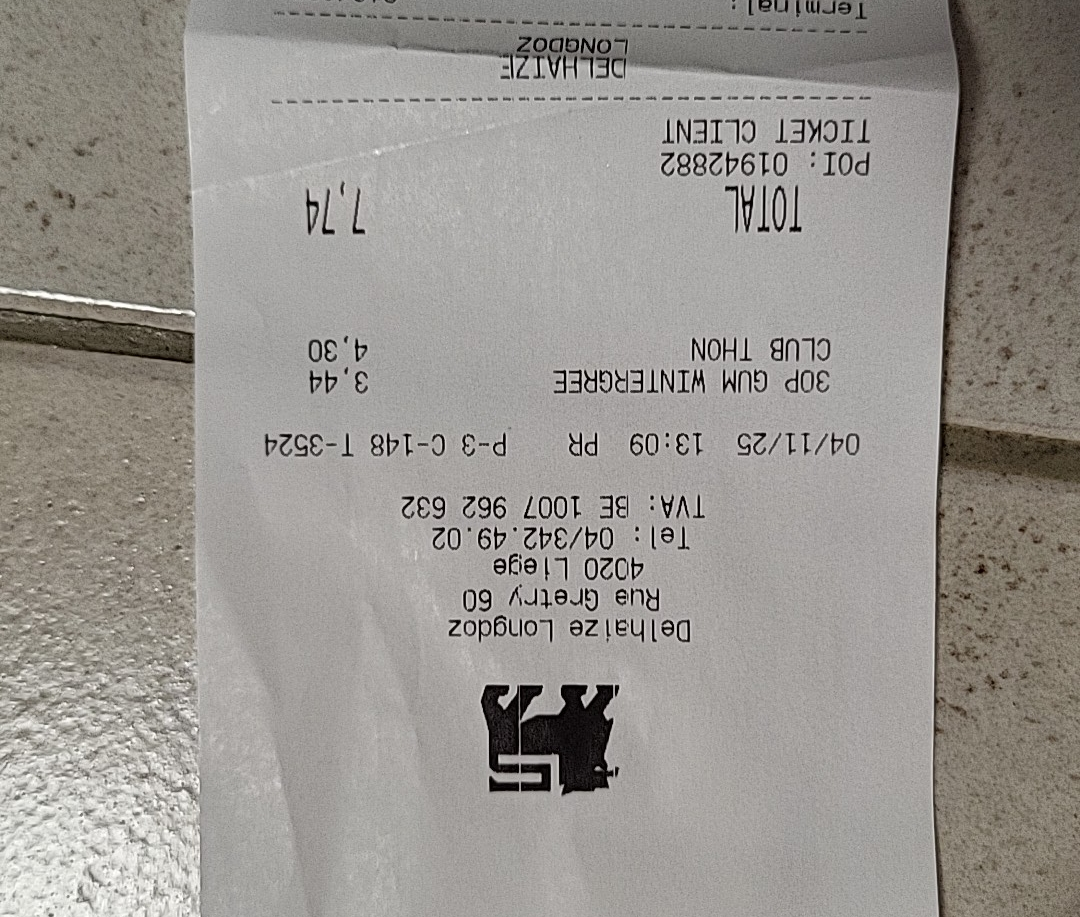 Delhaize Longdoz
Rue Gretry 60
4020 Liege
Tel: 04/342.49.02
TVA: BE 1007 962 632
04/11/25 13:09 PR P-3 C-148 T-3524
30P GUM WINTERGREE 3,44
CLUB THON 4,30
TOTAL 7,74
POI: 01942882
TICKET CLIENT
DELHAIZE
LONGDOZ
Terminal: